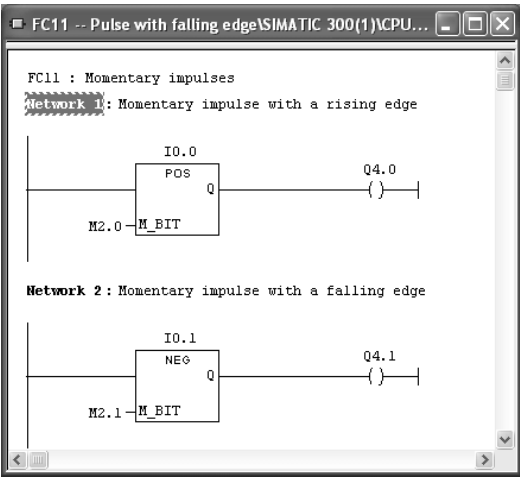 FC11 -- Pulse with falling edge\SIMATIC 300(1)\CPU...
FC11 : Momentary impulses
Network 1: Momentary impulse with a rising edge
I0.0
POS
Q4.0
Q
( )
M2.0
M_BIT
Network 2: Momentary impulse with a falling edge
I0.1
NEG
Q4.1
Q
( )
M2.1
M_BIT